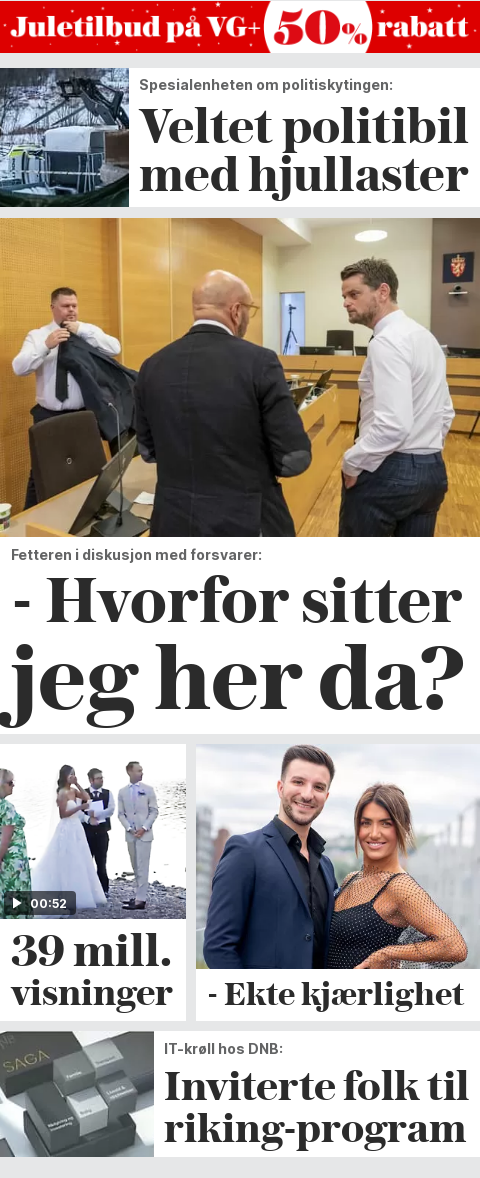 Juletilbud på VG+ 50% rabatt
Spesialenheten om politiskytingen:
Veltet politibil
med hjullaster
Fetteren i diskusjon med forsvarer:
- Hvorfor sitter
jeg her da?
00:52
39 mill.
visninger
- Ekte kjærlighet
SAGA
IT-krøll hos DNB:
Inviterte folk til
riking-program